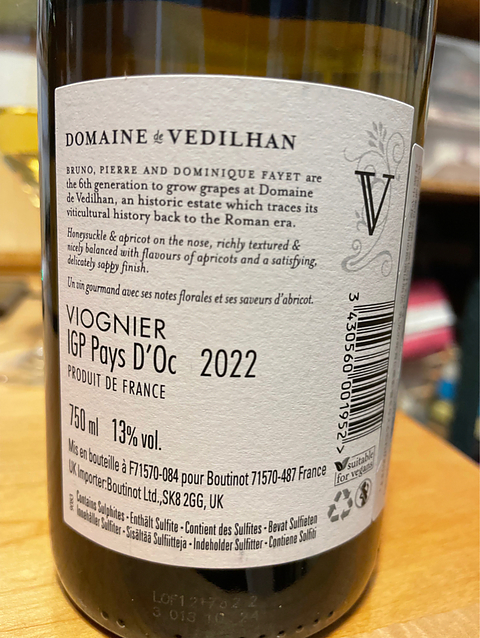 DOMAINE de VEDILHAN
BRUNO, PIERRE AND DOMINIQUE FAYET are
the 6th generation to grow grapes at Domaine
de Vedilhan, an historic estate which traces its
viticultural history back to the Roman era.
Honeysuckle & apricot on the nose, richly textured &
nicely balanced with flavours of apricots and a satisfying,
delicately sappy finish.
Un vin gourmand avec ses notes florales et ses saveurs d'abricot.
VIOGNIER
IGP Pays D'Oc 2022
PRODUIT DE FRANCE
750 ml 13% vol.
Mis en bouteille à F71570-084 pour Boutinot 71570-487 France
UK Importer:Boutinot Ltd.,SK8 2GG, UK
Contains Sulphites - Enthält Sulfite - Contient des Sulfites - Bevat Sulfieten
Innehåller Sulfiter - Sisältää Sulfiitteja - Indeholder Sulfitter - Contiene Solfiti
V
3 430560 001952 >
suitable
for vegans